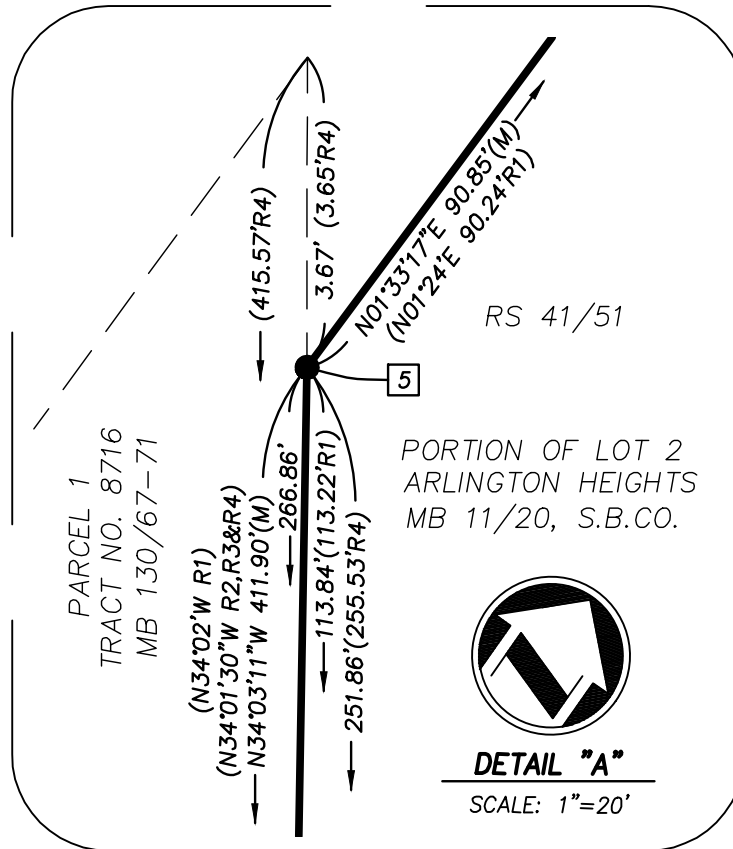 (415.57'R4)
3.67' (3.65'R4)
N01°33'17"E 90.85'(M)
(N01°24'E 90.24'R1)
RS 41/51
5
PARCEL 1
TRACT NO. 8716
MB 130/67-71
PORTION OF LOT 2
ARLINGTON HEIGHTS
MB 11/20, S.B.CO.
(N34°02'W R1)
(N34°01'30"W R2,R3&R4)
N34°03'11"W 411.90'(M)
266.86'
113.84'(113.22'R1)
251.86'(255.53'R4)
DETAIL "A"
SCALE: 1"=20'